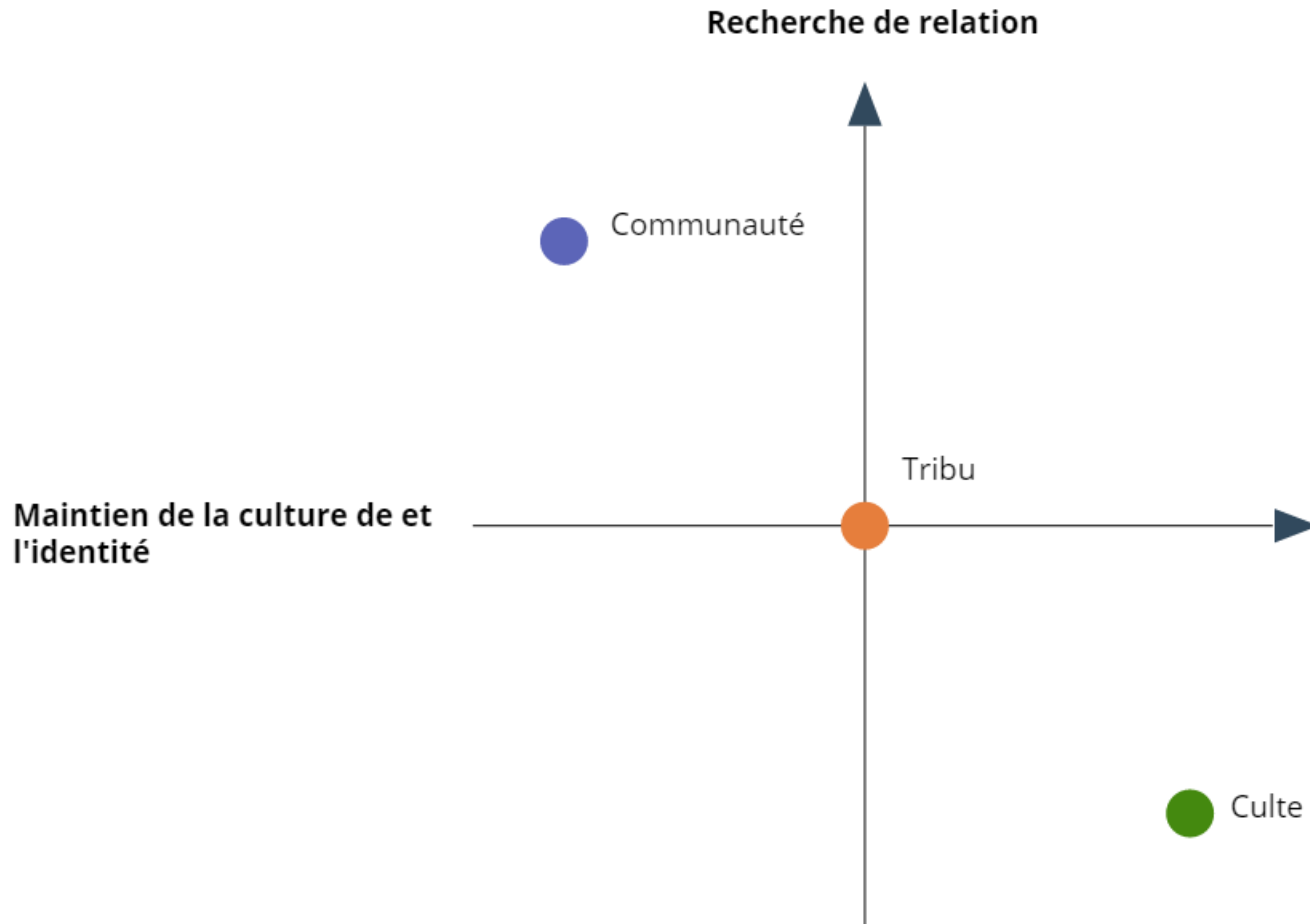 Recherche de relation
Communauté
Tribu
Maintien de la culture de et
l'identité
Culte